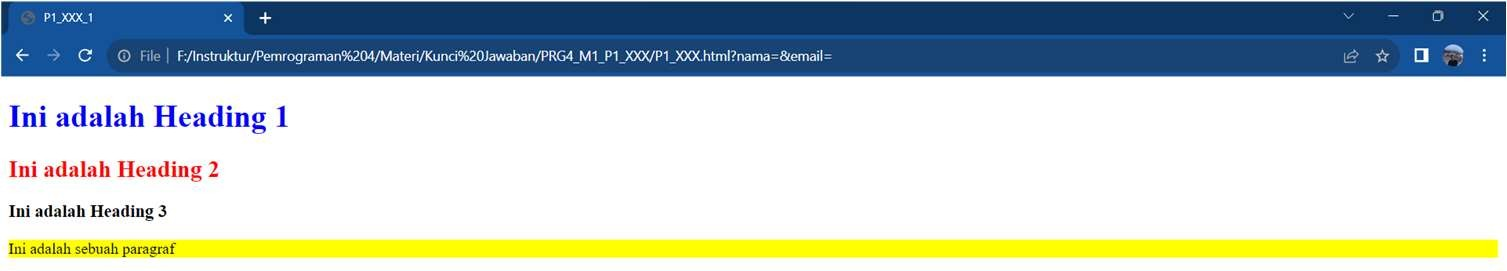 P1_XXX_1
File F:/Instruktur/Pemrograman%204/Materi/Kunci%20Jawaban/PRG4_M1_P1_XXX/P1_XXX.html?nama=&email=
Ini adalah Heading 1
Ini adalah Heading 2
Ini adalah Heading 3
Ini adalah sebuah paragraf